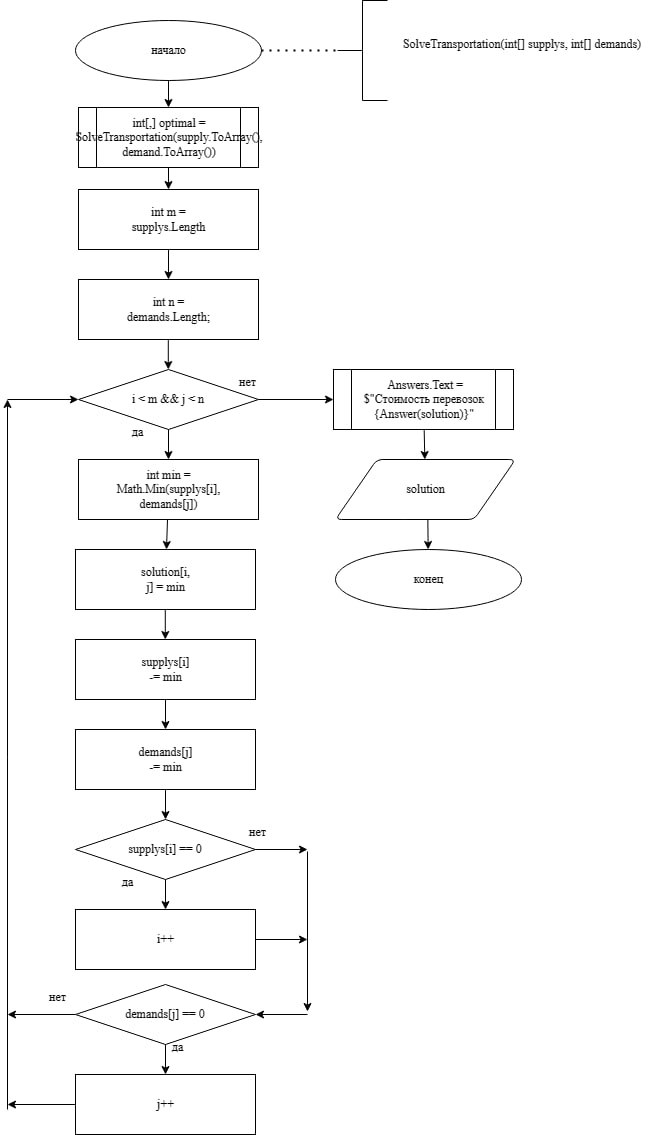 начало
SolveTransportation(int[] supplys, int[] demands)
int[,] optimal =
SolveTransportation(supply.ToArray(),
demand.ToArray())
int m =
supplys.Length
int n =
demands.Length;
i < m && j < n
нет
да
Answers.Text =
$"Стоимость перевозок
{Answer(solution)}"
int min =
Math.Min(supplys[i],
demands[j])
solution
solution[i,
j] = min
конец
supplys[i]
-= min
demands[j]
-= min
supplys[i] == 0
нет
да
i++
demands[j] == 0
нет
да
j++